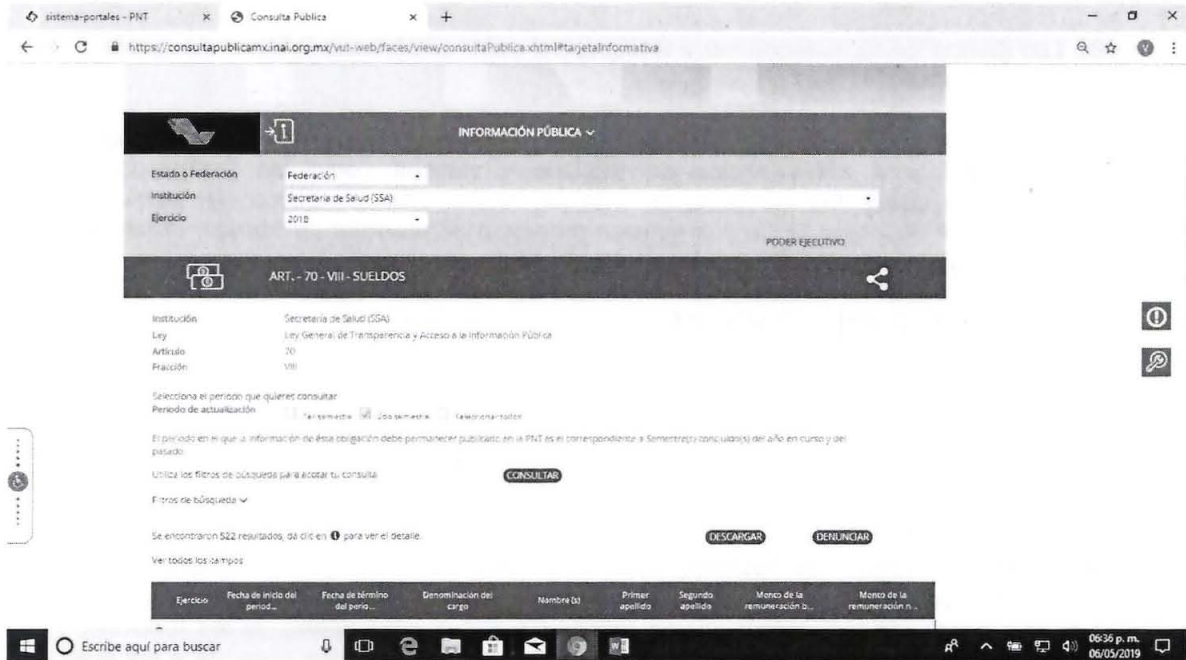 sistema-portales - PNT
Consulta Publica
https://consultapublicamx.inai.org.mx/vut-web/faces/view/consultaPublica.xhtml#tarjetaInformativa
INFORMACIÓN PÚBLICA
Estado o Federación Federación
Institución Secretaría de Salud (SSA)
Ejercicio 2018
PODER EJECUTIVO
ART. - 70 - VIII - SUELDOS
Institución Secretaría de Salud (SSA)
Ley Ley General de Transparencia y Acceso a la Información Pública
Artículo 70
Fracción VIII
Selecciona el periodo que quieres consultar
Periodo de actualización 1er semestre 2do semestre Seleccionar todos
El periodo en el que la información de ésta obligación debe permanecer publicado en la PNT es el correspondiente a Semestre(s) concluido(s) del año en curso y del
pasado.
Utiliza los filtros de búsqueda para acotar tu consulta CONSULTAR
Filtros de búsqueda
Se encontraron 522 resultados, da clic en i para ver el detalle. DESCARGAR DENUNCIAR
Ver todos los campos
Ejercicio Fecha de inicio del period... Fecha de término del perio... Denominación del cargo Nombre (s) Primer apellido Segundo apellido Monto de la remuneración b... Monto de la remuneración n...
Escribe aquí para buscar
06:36 p. m.
06/05/2019